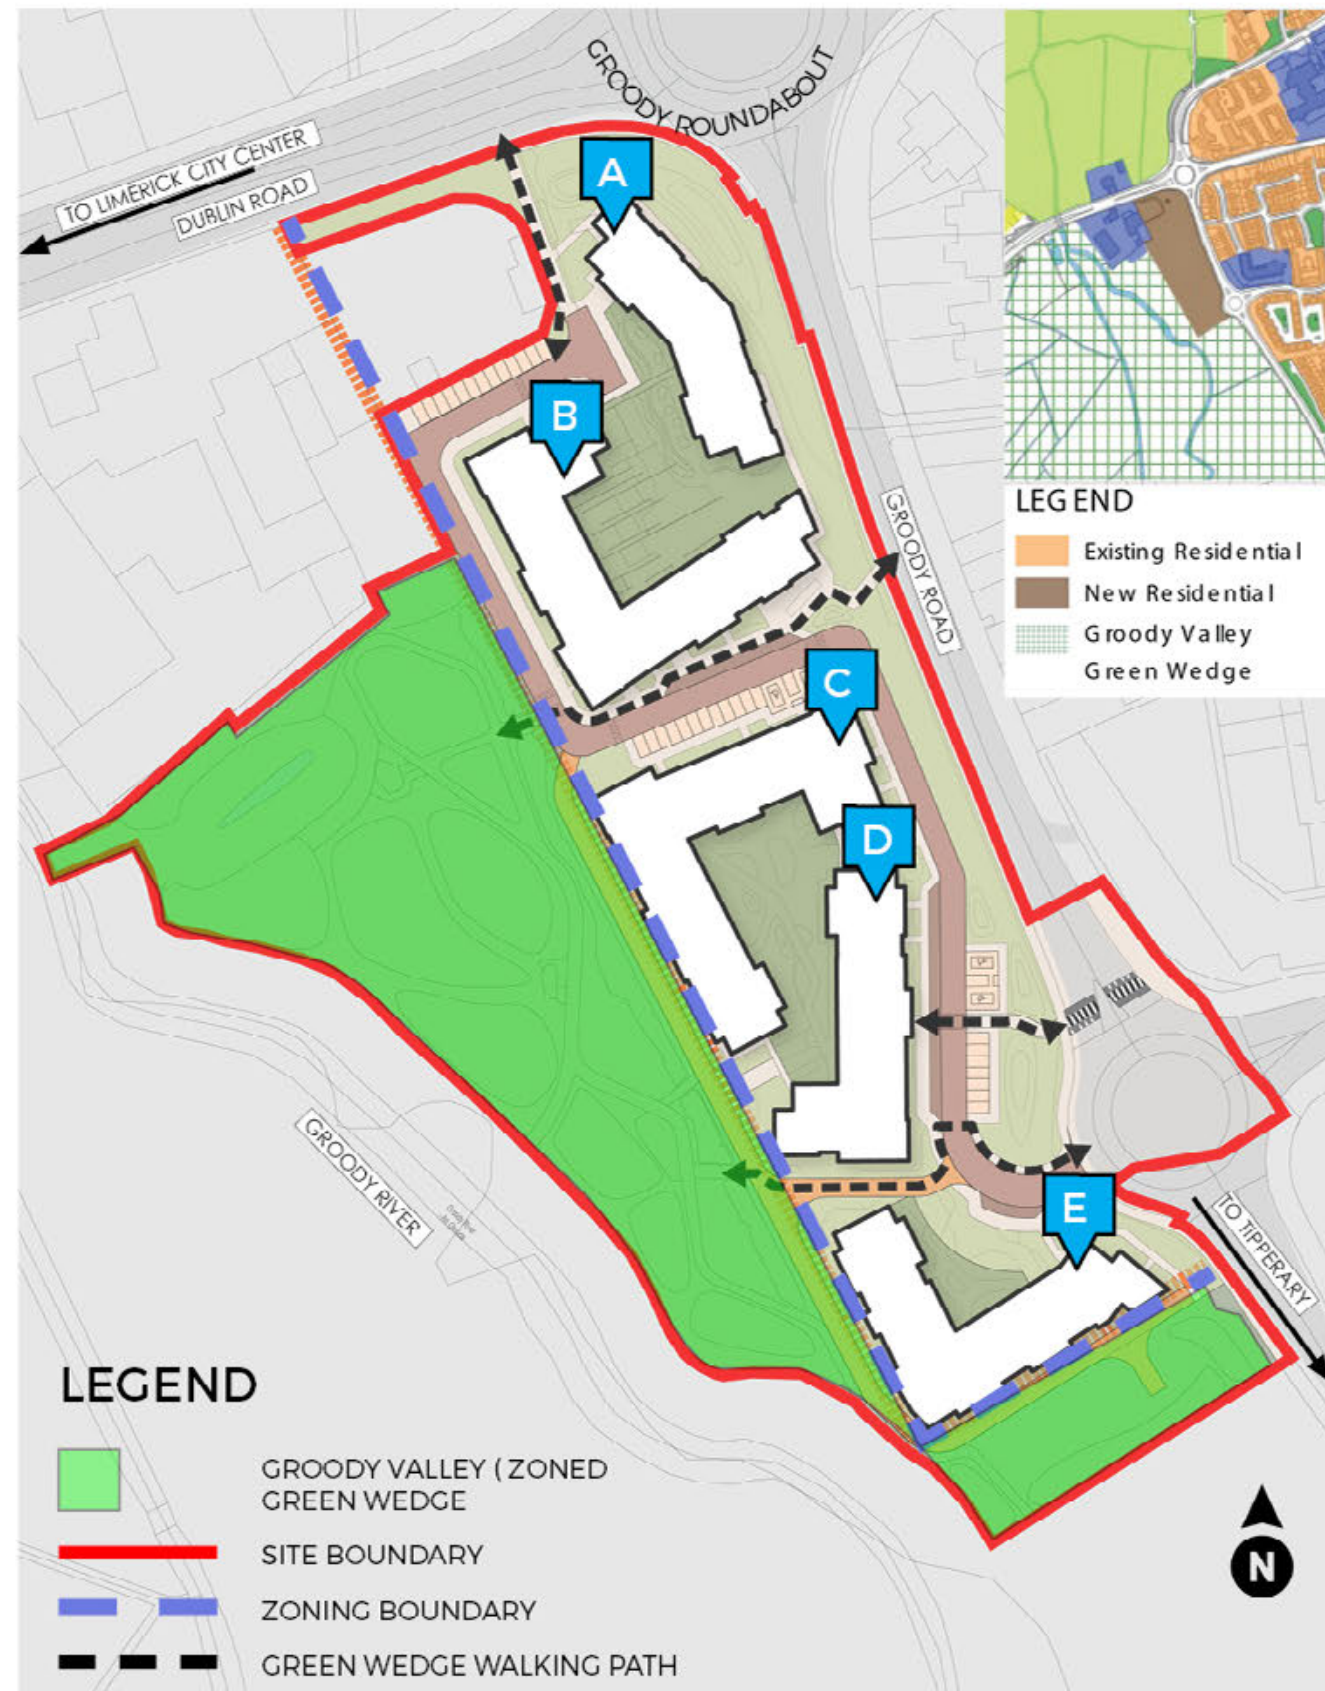 GROODY ROUNDABOUT
TO LIMERICK CITY CENTER
DUBLIN ROAD
A
B
GROODY ROAD
C
D
E
GROODY RIVER
TO TIPPERARY
LEGEND
Existing Residential
New Residential
Groody Valley
Green Wedge
LEGEND
GROODY VALLEY ( ZONED
GREEN WEDGE
SITE BOUNDARY
ZONING BOUNDARY
GREEN WEDGE WALKING PATH
N